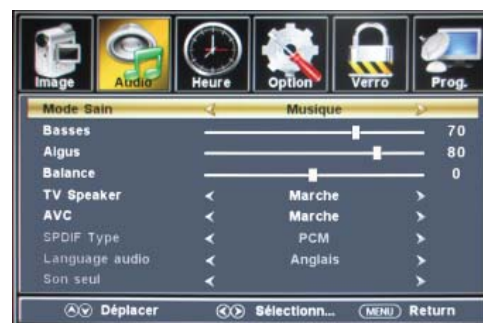 Image Audio Heure Option Verro Prog.
Mode Sain Musique
Basses 70
Aigus 80
Balance 0
TV Speaker Marche
AVC Marche
SPDIF Type PCM
Language audio Anglais
Son seul
Déplacer Sélectionn... MENU Return